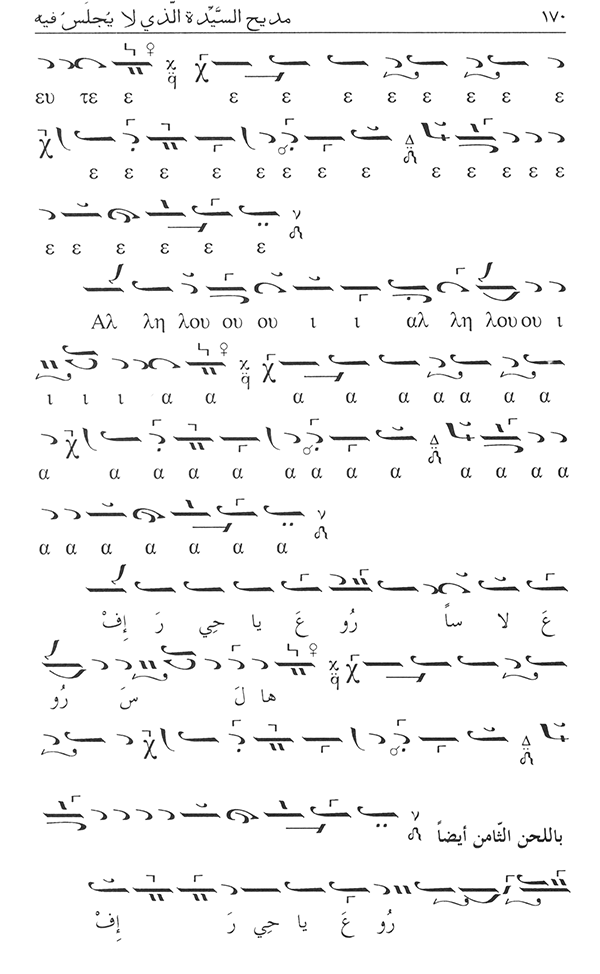 ١٧٠ مديح السيِّدة الَّذي لا يُجلَس فيه
ευ τε ε ε ε ε ε ε ε ε ε
ε ε ε ε ε ε ε ε ε ε ε ε ε
ε ε ε ε ε ε
Αλ λη λου ου ου ι ι αλ λη λου ου ι
ι ι ι α α α α α α α α α
α α α α α α α α α α α α α
α α α α α α α
إِفْ رَ حِي يا عَ رُو ساً لا عَ
رُو سَ لَ ها
باللحن الثّامن أيضاً
إِفْ رَ حِي يا عَ رُو